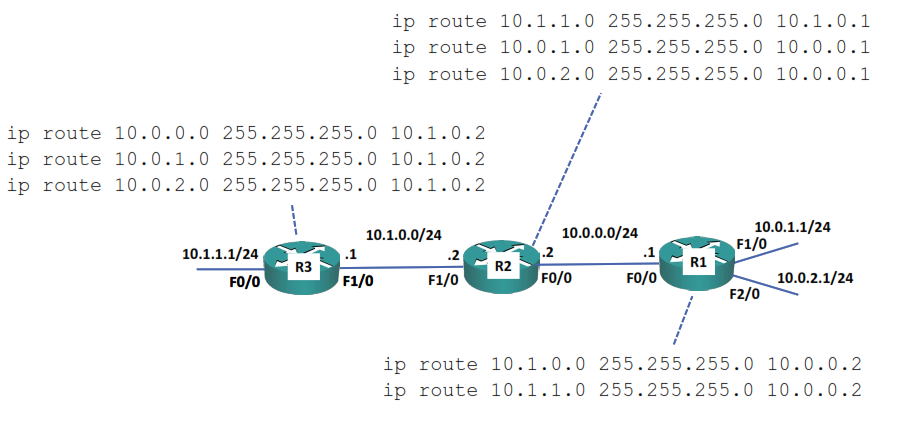 ip route 10.1.1.0 255.255.255.0 10.1.0.1
ip route 10.0.1.0 255.255.255.0 10.0.0.1
ip route 10.0.2.0 255.255.255.0 10.0.0.1
ip route 10.0.0.0 255.255.255.0 10.1.0.2
ip route 10.0.1.0 255.255.255.0 10.1.0.2
ip route 10.0.2.0 255.255.255.0 10.1.0.2
10.1.1.1/24
F0/0
R3
.1
F1/0
10.1.0.0/24
.2
F1/0
R2
.2
F0/0
10.0.0.0/24
.1
F0/0
R1
10.0.1.1/24
F1/0
10.0.2.1/24
F2/0
ip route 10.1.0.0 255.255.255.0 10.0.0.2
ip route 10.1.1.0 255.255.255.0 10.0.0.2